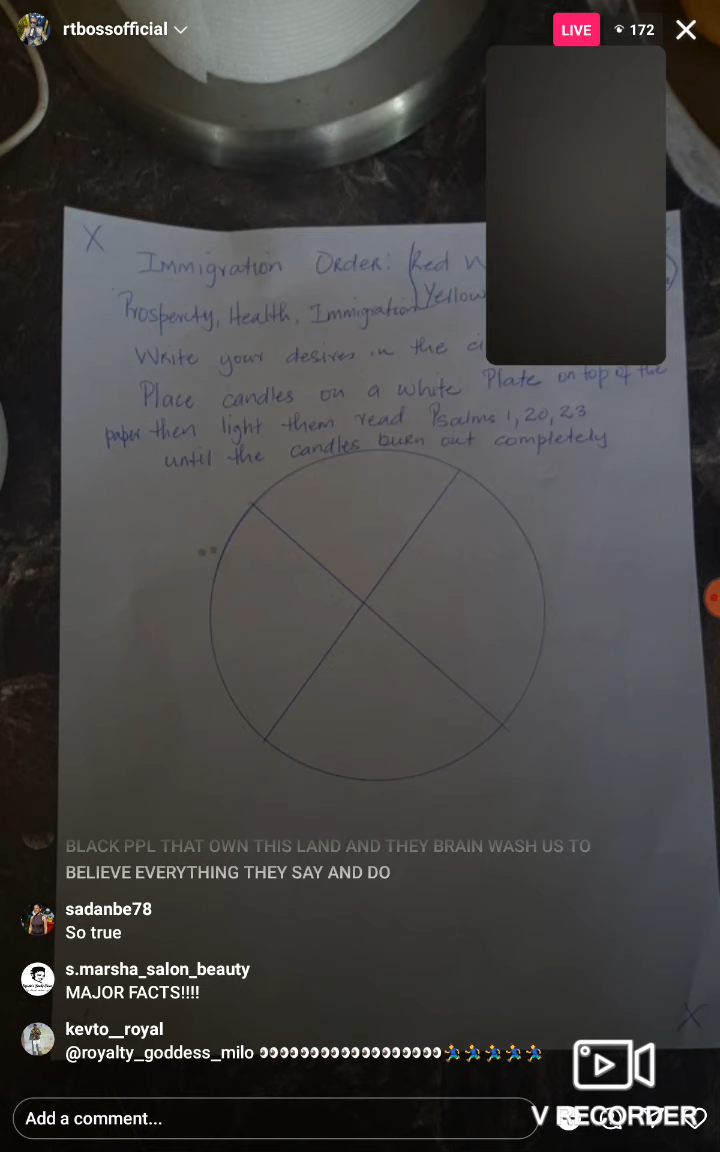 rtbossofficial
LIVE
172
X
Immigration Order: (Red
Prosperity, Health, Immigration Yellow
Write your desires in the
Place candles on a white Plate on top of the
paper then light them read Psalms 1, 20, 23
until the candles burn out completely
BLACK PPL THAT OWN THIS LAND AND THEY BRAIN WASH US TO
BELIEVE EVERYTHING THEY SAY AND DO
sadanbe78
So true
s.marsha_salon_beauty
MAJOR FACTS!!!!
kevto__royal
@royalty_goddess_milo 👀👀👀👀👀👀👀👀👀👀👀👀👀👀👀👀👀👀🏃‍♂️🏃‍♂️🏃‍♂️🏃‍♂️🏃‍♂️
X
Add a comment...
V RECORDER